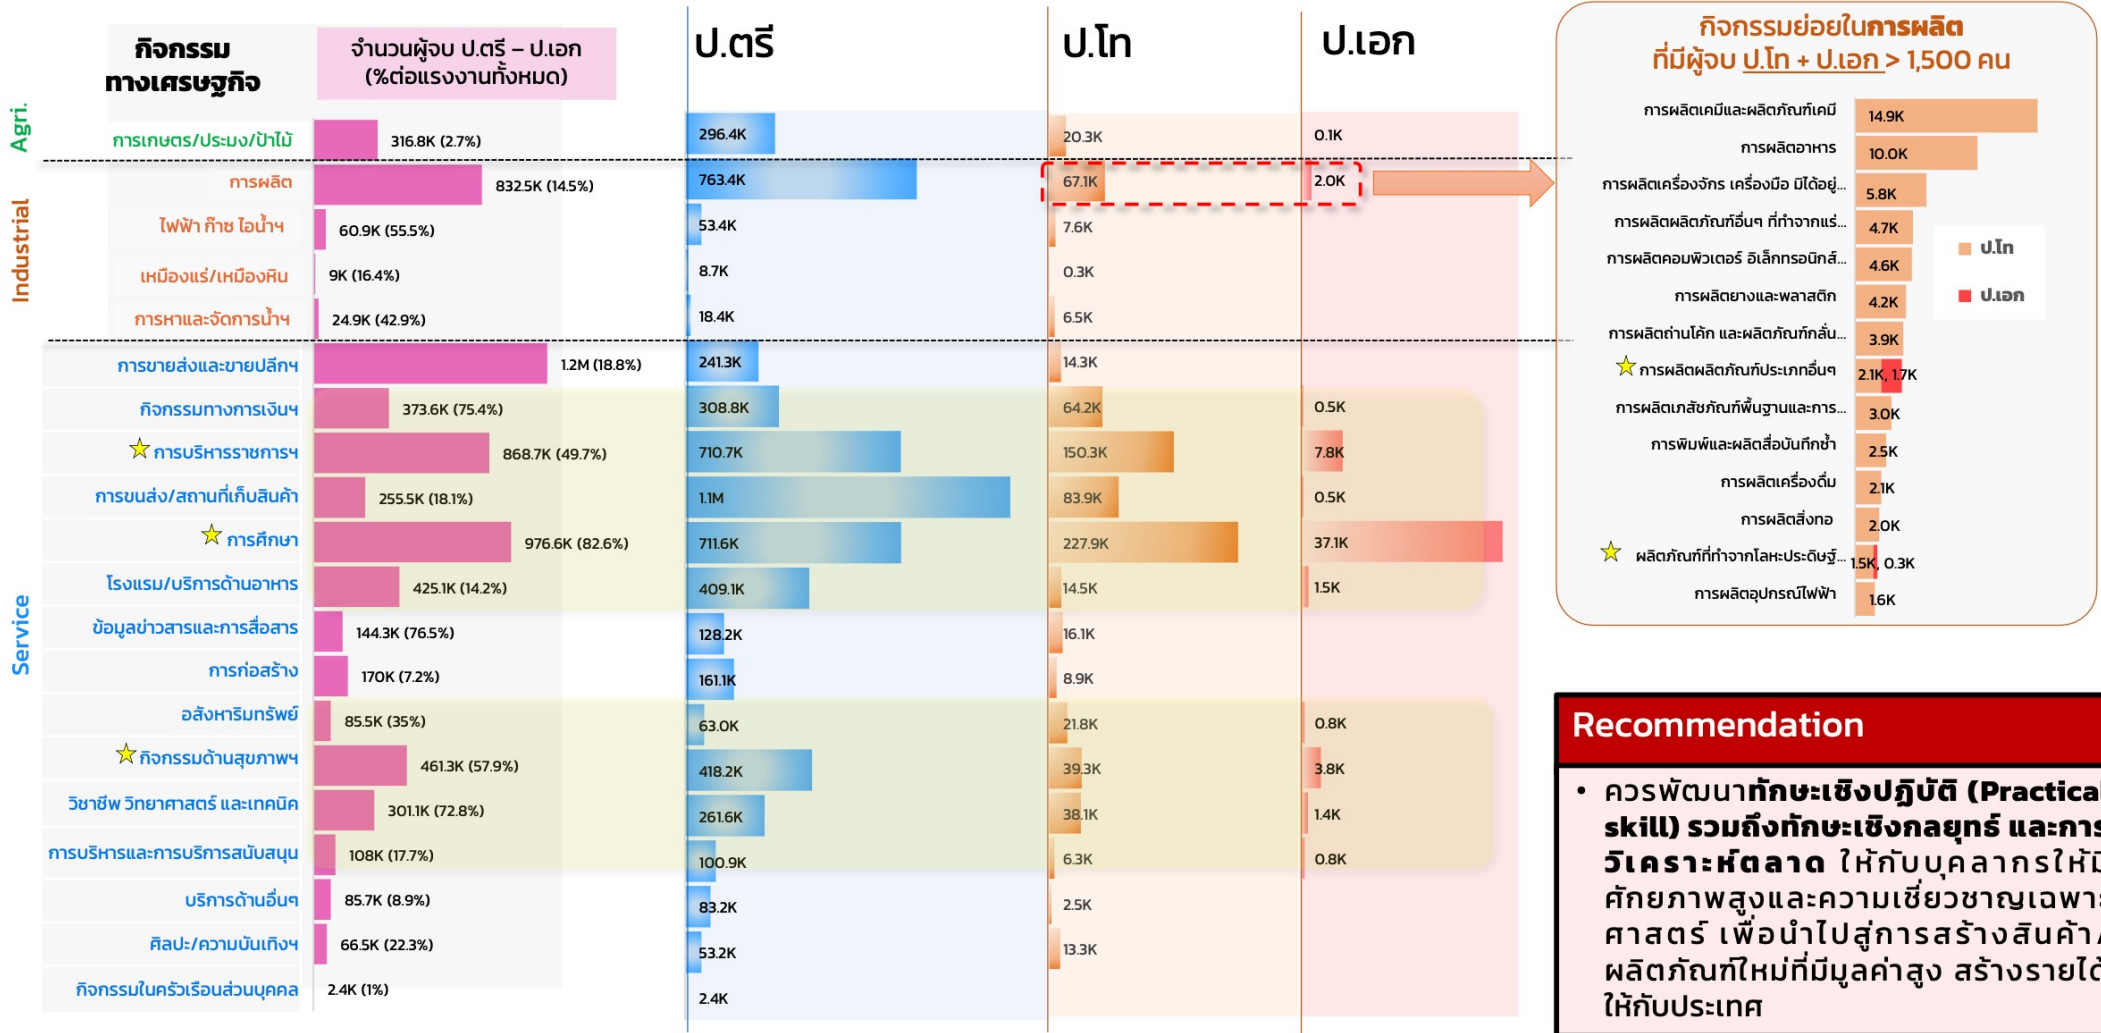 กิจกรรม
ทางเศรษฐกิจ
จำนวนผู้จบ ป.ตรี – ป.เอก
(%ต่อแรงงานทั้งหมด)
ป.ตรี
ป.โท
ป.เอก
Agri.
การเกษตร/ประมง/ป่าไม้ 316.8K (2.7%) 296.4K 20.3K 0.1K
Industrial
การผลิต 832.5K (14.5%) 763.4K 67.1K 2.0K
ไฟฟ้า ก๊าซ ไอน้ำฯ 60.9K (55.5%) 53.4K 7.6K
เหมืองแร่/เหมืองหิน 9K (16.4%) 8.7K 0.3K
การหาและจัดการน้ำฯ 24.9K (42.9%) 18.4K 6.5K
Service
การขายส่งและขายปลีกฯ 1.2M (18.8%) 241.3K 14.3K
กิจกรรมทางการเงินฯ 373.6K (75.4%) 308.8K 64.2K 0.5K
การบริหารราชการฯ 868.7K (49.7%) 710.7K 150.3K 7.8K
การขนส่ง/สถานที่เก็บสินค้า 255.5K (18.1%) 1.1M 83.9K 0.5K
การศึกษา 976.6K (82.6%) 711.6K 227.9K 37.1K
โรงแรม/บริการด้านอาหาร 425.1K (14.2%) 409.1K 14.5K 1.5K
ข้อมูลข่าวสารและการสื่อสาร 144.3K (76.5%) 128.2K 16.1K
การก่อสร้าง 170K (7.2%) 161.1K 8.9K
อสังหาริมทรัพย์ 85.5K (35%) 63.0K 21.8K 0.8K
กิจกรรมด้านสุขภาพฯ 461.3K (57.9%) 418.2K 39.3K 3.8K
วิชาชีพ วิทยาศาสตร์ และเทคนิค 301.1K (72.8%) 261.6K 38.1K 1.4K
การบริหารและการบริการสนับสนุน 108K (17.7%) 100.9K 6.3K 0.8K
บริการด้านอื่นๆ 85.7K (8.9%) 83.2K 2.5K
ศิลปะ/ความบันเทิงฯ 66.5K (22.3%) 53.2K 13.3K
กิจกรรมในครัวเรือนส่วนบุคคล 2.4K (1%) 2.4K
กิจกรรมย่อยในการผลิต
ที่มีผู้จบ ป.โท + ป.เอก > 1,500 คน
การผลิตเคมีและผลิตภัณฑ์เคมี 14.9K
การผลิตอาหาร 10.0K
การผลิตเครื่องจักร เครื่องมือ มิได้อยู่... 5.8K
การผลิตผลิตภัณฑ์อื่นๆ ที่ทำจากแร่... 4.7K
การผลิตคอมพิวเตอร์ อิเล็กทรอนิกส์... 4.6K
การผลิตยางและพลาสติก 4.2K
การผลิตถ่านโค้ก และผลิตภัณฑ์กลั่น... 3.9K
การผลิตผลิตภัณฑ์ประเภทอื่นๆ 2.1K, 1.7K
การผลิตเภสัชภัณฑ์พื้นฐานและการ... 3.0K
การพิมพ์และผลิตสื่อบันทึกซ้ำ 2.5K
การผลิตเครื่องดื่ม 2.1K
การผลิตสิ่งทอ 2.0K
ผลิตภัณฑ์ที่ทำจากโลหะประดิษฐ์... 1.5K, 0.3K
การผลิตอุปกรณ์ไฟฟ้า 1.6K
ป.โท
ป.เอก
Recommendation
• ควรพัฒนาทักษะเชิงปฏิบัติ (Practical
skill) รวมถึงทักษะเชิงกลยุทธ์ และการ
วิเคราะห์ตลาด ให้กับบุคลากรให้มี
ศักยภาพสูงและความเชี่ยวชาญเฉพาะ
ศาสตร์ เพื่อนำไปสู่การสร้างสินค้า/
ผลิตภัณฑ์ใหม่ที่มีมูลค่าสูง สร้างรายได้
ให้กับประเทศ